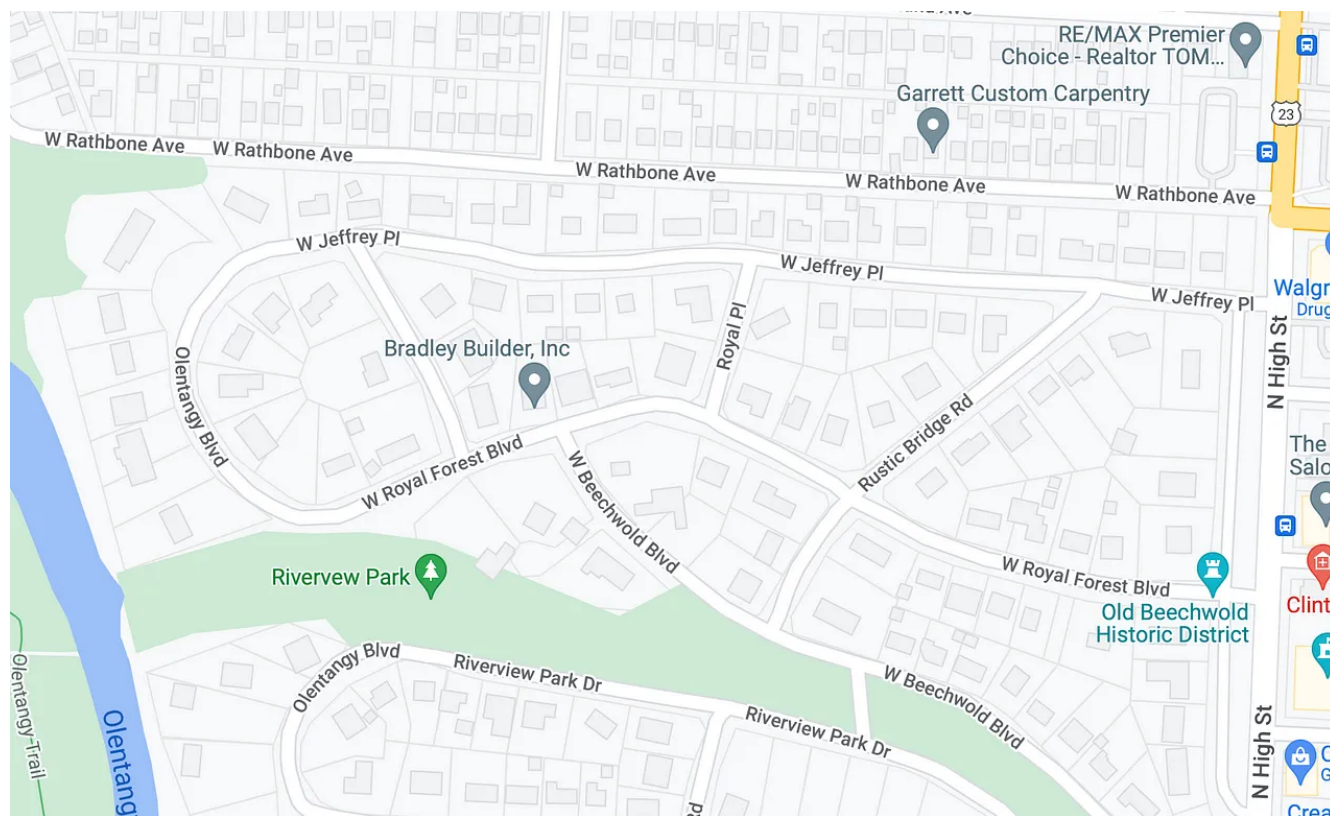 RE/MAX Premier
Choice - Realtor TOM...
Garrett Custom Carpentry
23
W Rathbone Ave
W Rathbone Ave
W Rathbone Ave
W Rathbone Ave
W Rathbone Ave
W Jeffrey Pl
W Jeffrey Pl
W Jeffrey Pl
Walgr
Drug
Royal Pl
Bradley Builder, Inc
N High St
Olentangy Blvd
Rustic Bridge Rd
W Royal Forest Blvd
The
Salo
W Beechwold Blvd
Rivervew Park
W Royal Forest Blvd
Old Beechwold
Historic District
Clint
Olentangy Blvd
Riverview Park Dr
W Beechwold Blvd
Olentangy Trail
Olentang
Riverview Park Dr
N High St
Rd
C
G
Crea